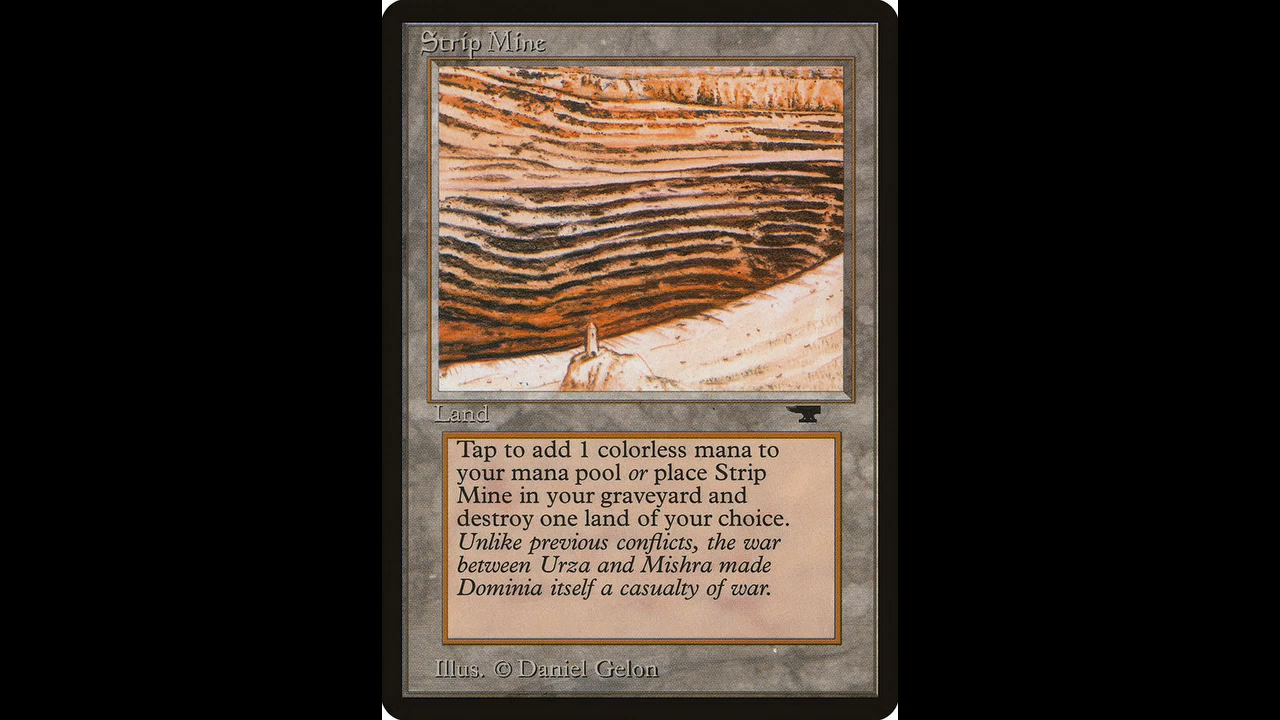 Strip Mine
Land
Tap to add 1 colorless mana to
your mana pool or place Strip
Mine in your graveyard and
destroy one land of your choice.
Unlike previous conflicts, the war
between Urza and Mishra made
Dominia itself a casualty of war.
Illus. © Daniel Gelon